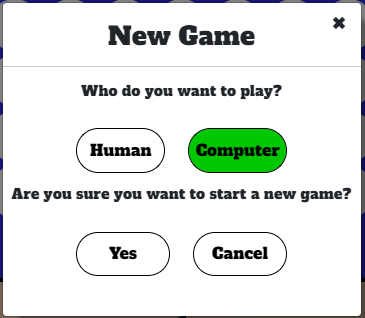 New Game
✖
Who do you want to play?
Human
Computer
Are you sure you want to start a new game?
Yes
Cancel